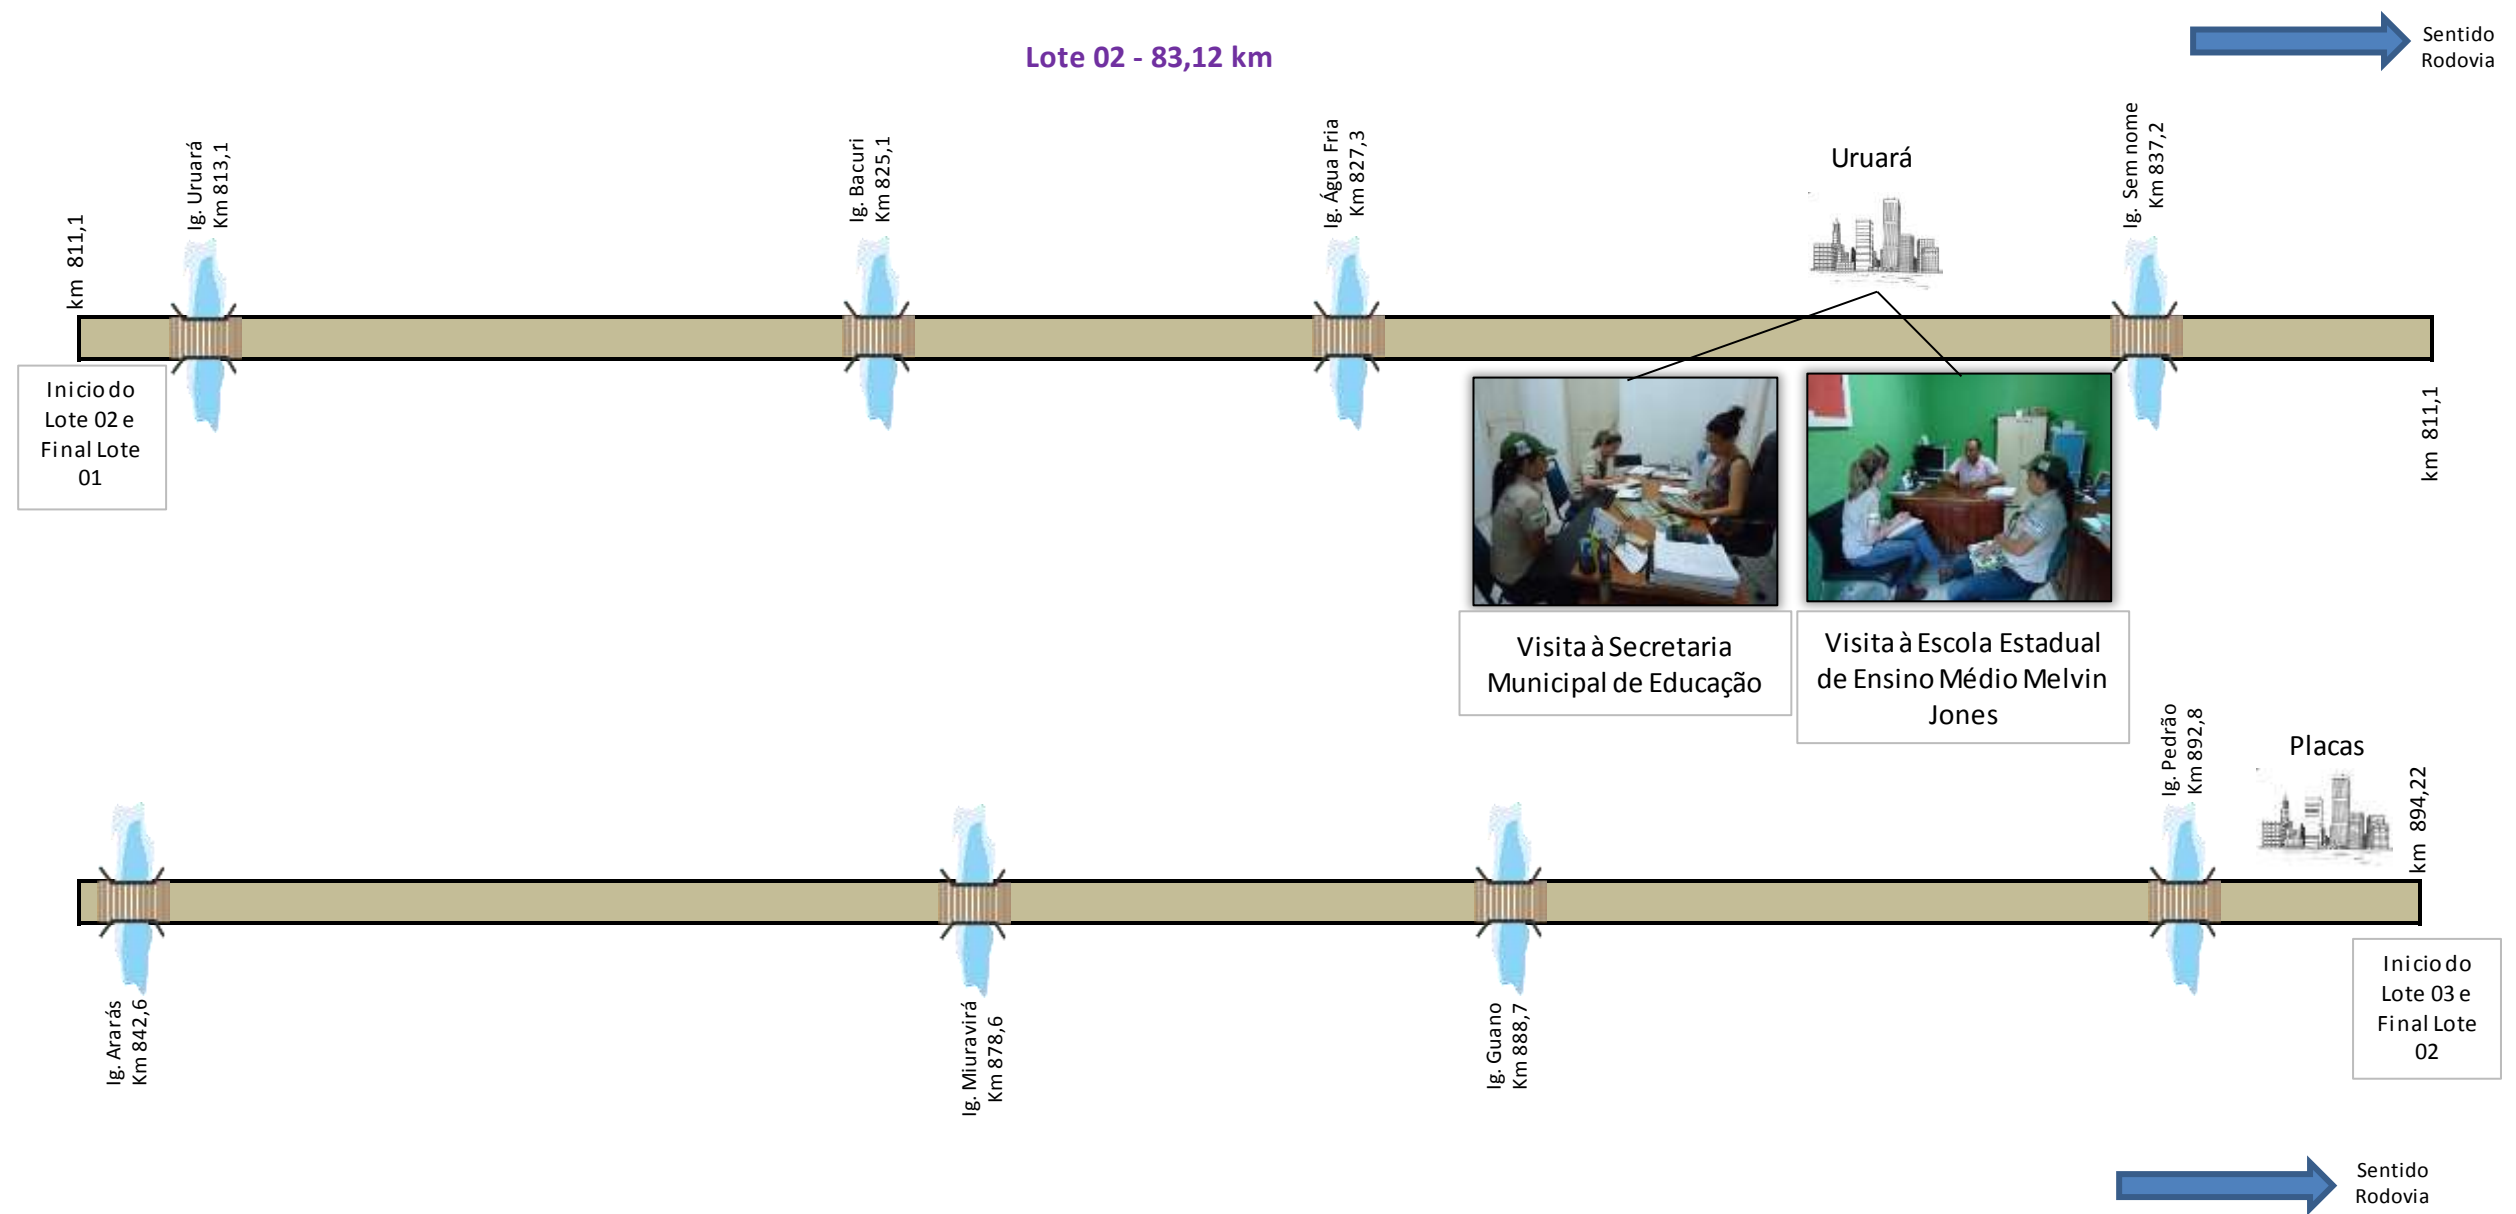 Lote 02 - 83,12 km
Sentido
Rodovia
km 811,1
Ig. Uruará
Km 813,1
Ig. Bacuri
Km 825,1
Ig. Água Fria
Km 827,3
Uruará
Ig. Sem nome
Km 837,2
Inicio do
Lote 02 e
Final Lote
01
km 811,1
Visita à Secretaria
Municipal de Educação
Visita à Escola Estadual
de Ensino Médio Melvin
Jones
Ig. Pedrão
Km 892,8
Placas
km 894,22
Ig. Ararás
Km 842,6
Ig. Miuravirá
Km 878,6
Ig. Guano
Km 888,7
Inicio do
Lote 03 e
Final Lote
02
Sentido
Rodovia